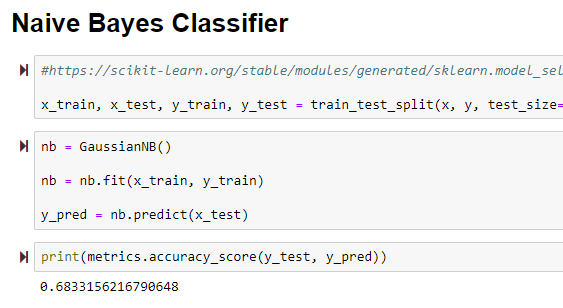 Naive Bayes Classifier
#https://scikit-learn.org/stable/modules/generated/sklearn.model_sel
x_train, x_test, y_train, y_test = train_test_split(x, y, test_size=
nb = GaussianNB()
nb = nb.fit(x_train, y_train)
y_pred = nb.predict(x_test)
print(metrics.accuracy_score(y_test, y_pred))
0.6833156216790648